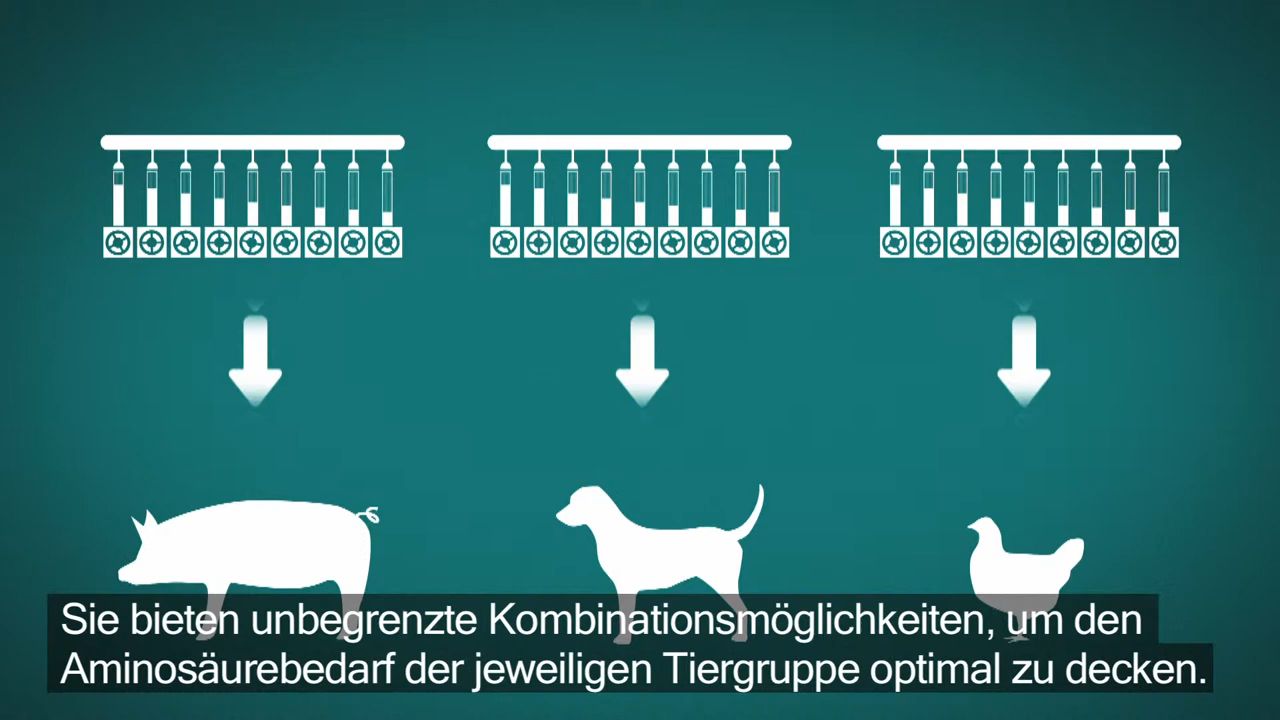 Sie bieten unbegrenzte Kombinationsmöglichkeiten, um den
Aminosäurebedarf der jeweiligen Tiergruppe optimal zu decken.